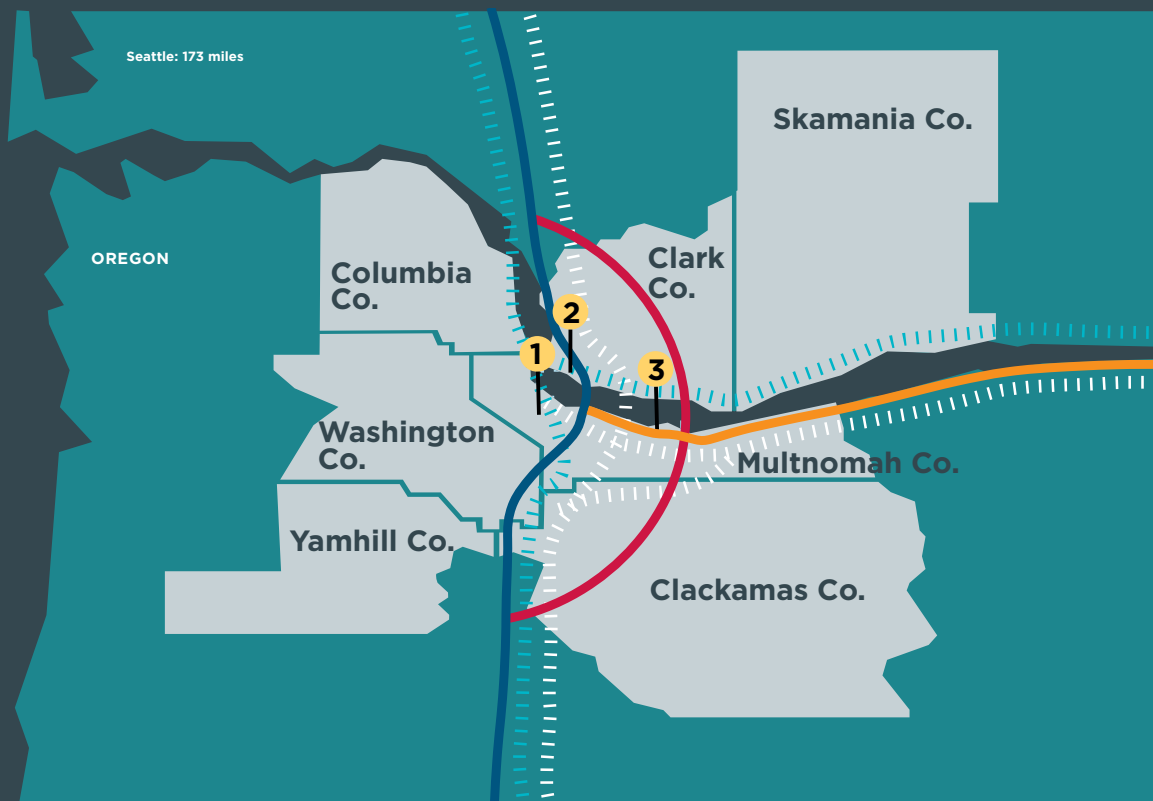 Seattle: 173 miles
Skamania Co.
OREGON
Clark
Co.
Columbia
Co.
2
1
3
Washington
Co.
Multnomah Co.
Yamhill Co.
Clackamas Co.